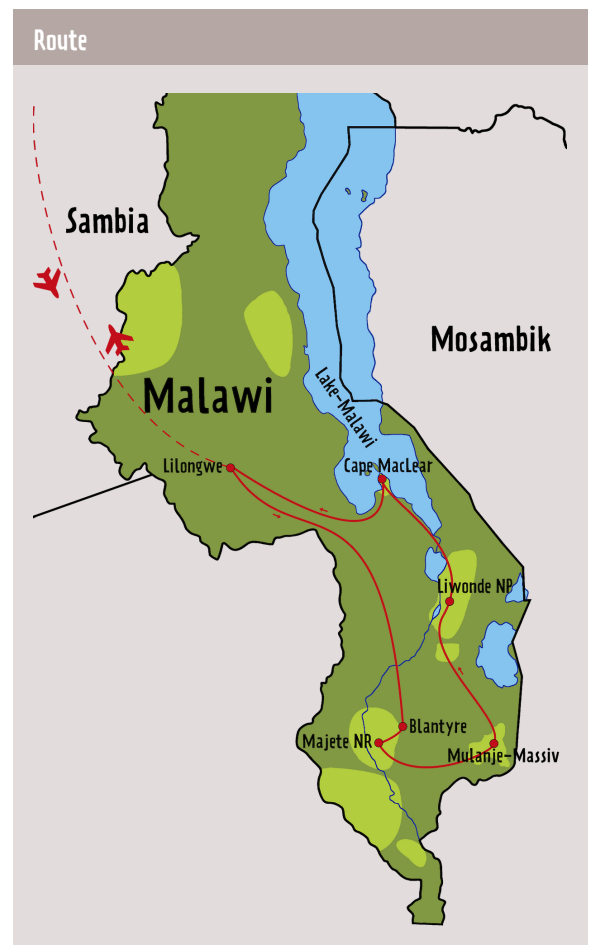 Route
Sambia
Mosambik
Lake-Malawi
Malawi
Lilongwe
Cape MacLear
Liwonde NP
Blantyre
Majete NR
Mulanje-Massiv